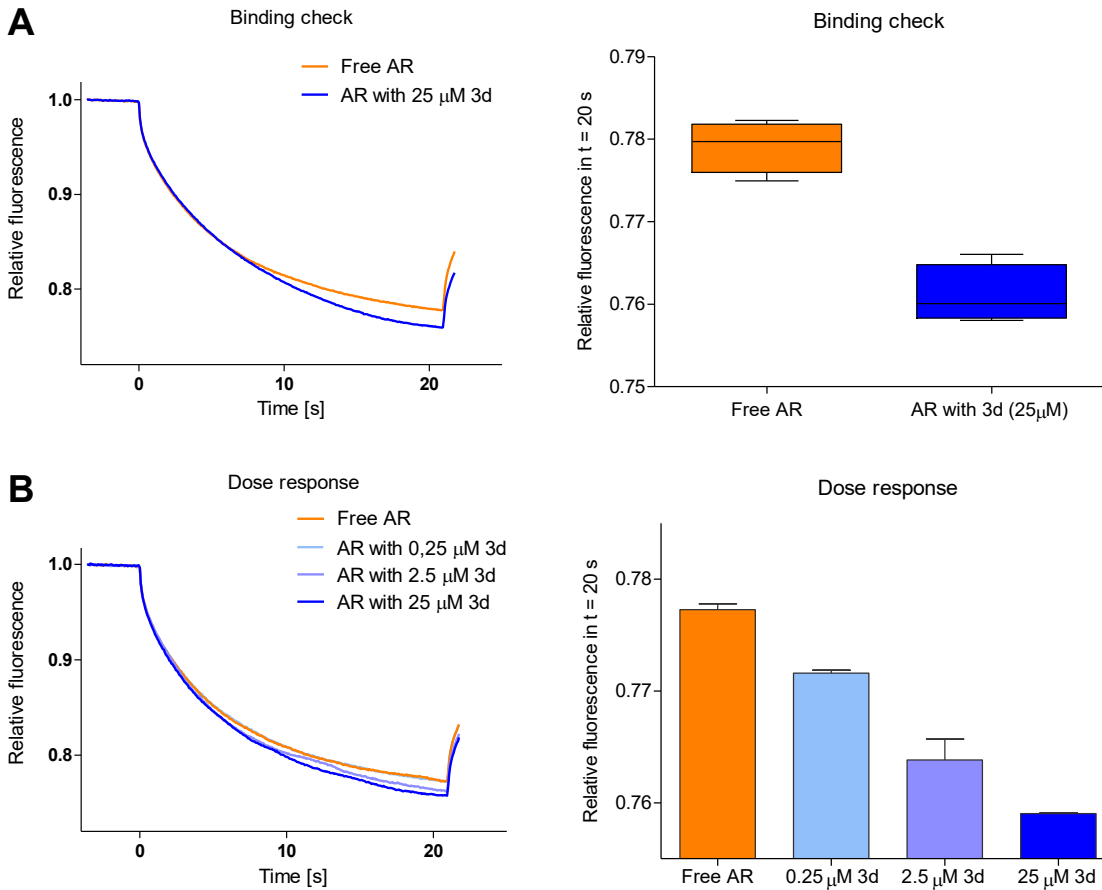 A
Binding check
Free AR
AR with 25 μM 3d
Relative fluorescence
1.0
0.9
0.8
0
10
20
Time [s]
Binding check
Relative fluorescence in t = 20 s
0.79
0.78
0.77
0.76
0.75
Free AR
AR with 3d (25μM)
B
Dose response
Free AR
AR with 0,25 μM 3d
AR with 2.5 μM 3d
AR with 25 μM 3d
Relative fluorescence
1.0
0.9
0.8
0
10
20
Time [s]
Dose response
Relative fluorescence in t = 20 s
0.78
0.77
0.76
Free AR
0.25 μM 3d
2.5 μM 3d
25 μM 3d